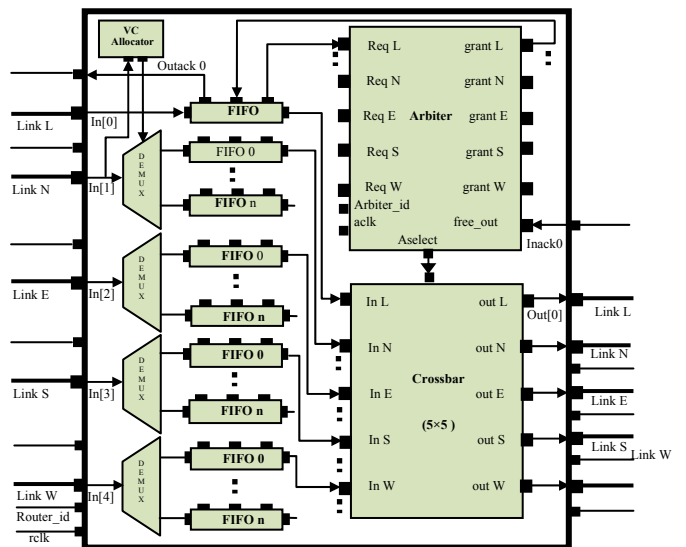 VC
Allocator
Outack 0
Link L
In[0]
FIFO
Link N
In[1]
DEMUX
FIFO 0
FIFO n
Link E
In[2]
DEMUX
FIFO 0
FIFO n
Link S
In[3]
DEMUX
FIFO 0
FIFO n
Link W
In[4]
DEMUX
FIFO 0
FIFO n
Router_id
rclk
Req L grant L
Req N grant N
Req E Arbiter grant E
Req S grant S
Req W grant W
Arbiter_id
aclk free_out
Aselect
Inack0
In L out L
Out[0]
Link L
In N out N
Link N
Crossbar
In E out E
Link E
(5×5 )
In S out S
Link S
Link W
In W out W